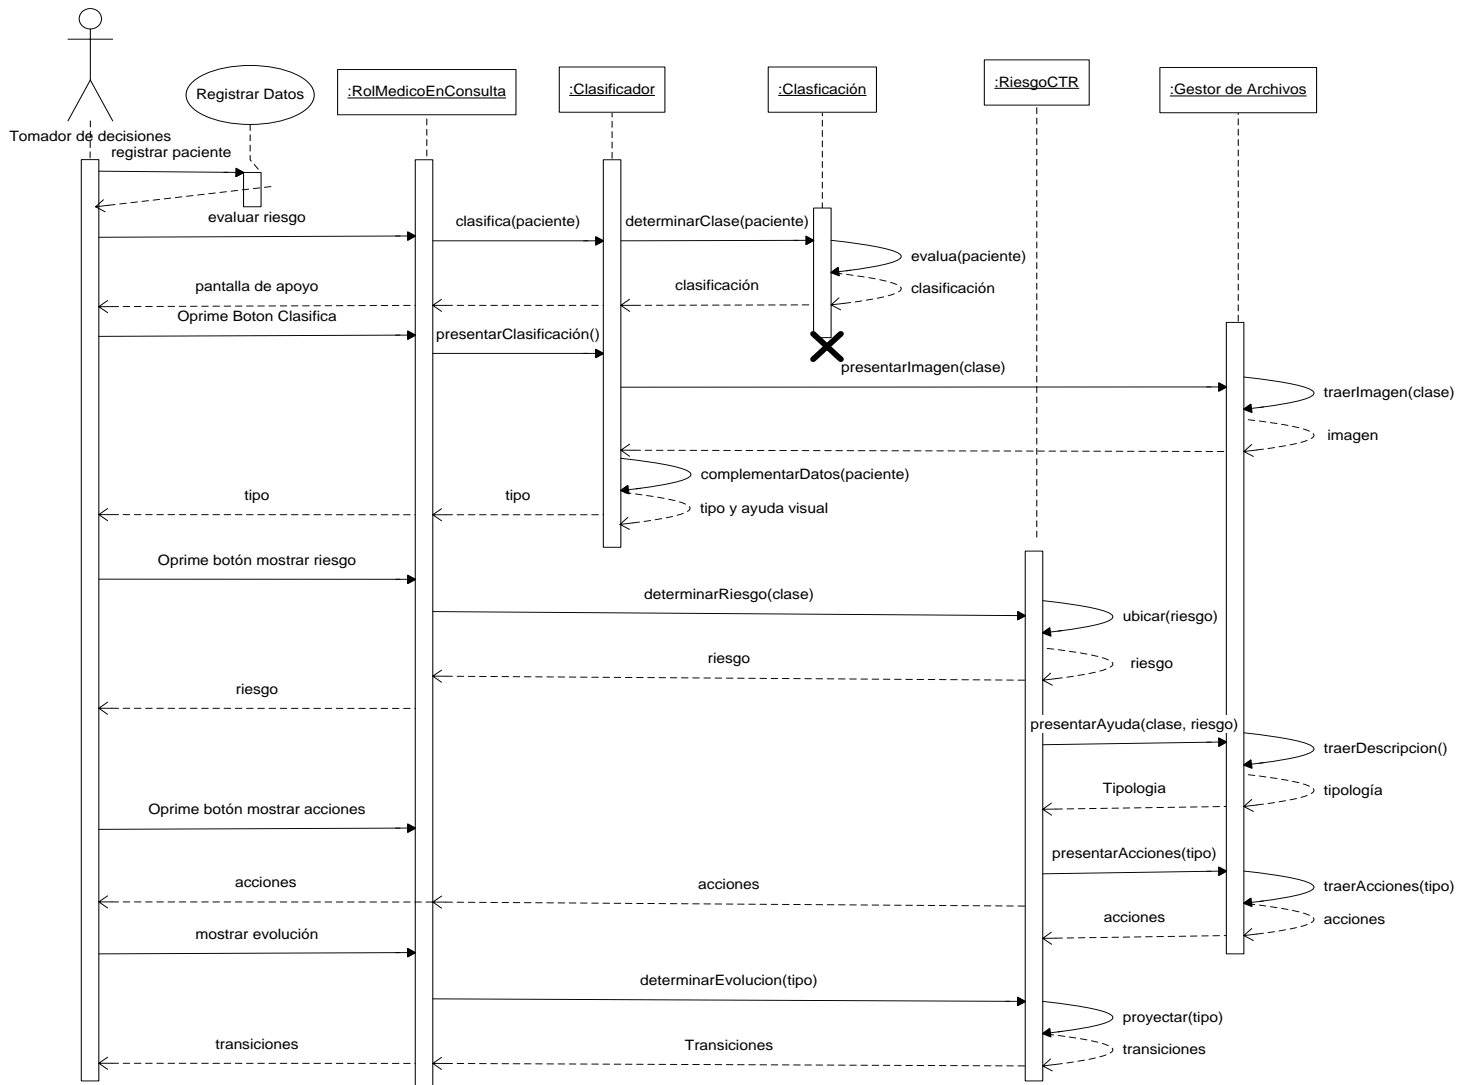 Registrar Datos
:RolMedicoEnConsulta
:Clasificador
:Clasficación
:RiesgoCTR
:Gestor de Archivos
Tomador de decisiones
registrar paciente
evaluar riesgo
clasifica(paciente)
determinarClase(paciente)
evalua(paciente)
clasificación
clasificación
pantalla de apoyo
Oprime Boton Clasifica
presentarClasificación()
presentarImagen(clase)
traerImagen(clase)
imagen
complementarDatos(paciente)
tipo
tipo
tipo y ayuda visual
Oprime botón mostrar riesgo
determinarRiesgo(clase)
ubicar(riesgo)
riesgo
riesgo
riesgo
presentarAyuda(clase, riesgo)
traerDescripcion()
Tipologia
tipología
Oprime botón mostrar acciones
presentarAcciones(tipo)
traerAcciones(tipo)
acciones
acciones
acciones
acciones
mostrar evolución
determinarEvolucion(tipo)
proyectar(tipo)
transiciones
Transiciones
transiciones